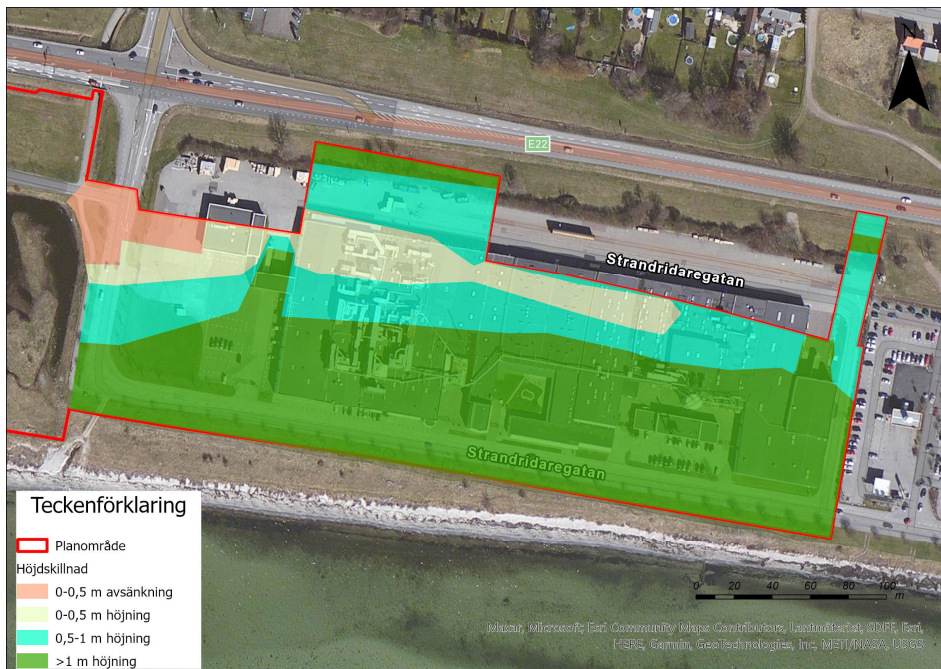 N
E22
Strandridaregatan
Strandridaregatan
Teckenförklaring
Planområde
Höjdskillnad
0-0,5 m avsänkning
0-0,5 m höjning
0,5-1 m höjning
>1 m höjning
0 20 40 60 80 100
m
Maxar, Microsoft, Esri Community Maps Contributors, Lantmäteriet, SDFE, Esri,
HERE, Garmin, GeoTechnologies, Inc, METI/NASA, USGS